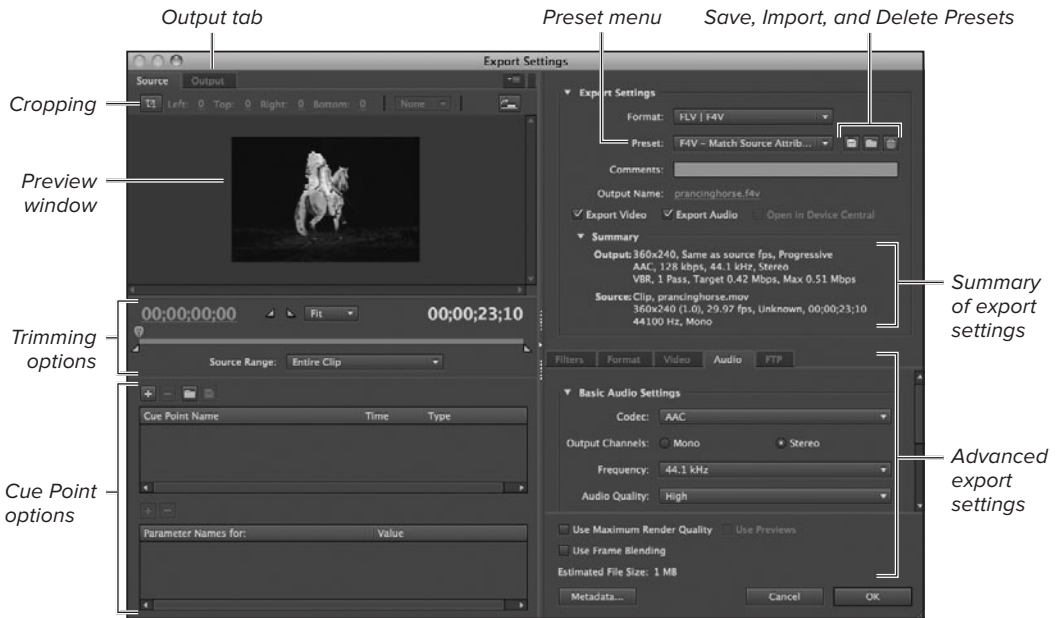 Output tab
Preset menu
Save, Import, and Delete Presets
Export Settings
Source Output
Cropping
Left: 0 Top: 0 Right: 0 Bottom: 0 None
Preview
window
00;00;00;00 Fit 00;00;23;10
Trimming
options
Source Range: Entire Clip
Cue Point Name Time Type
Cue Point
options
Parameter Names for: Value
Export Settings
Format: FLV | F4V
Preset: F4V – Match Source Attrib...
Comments:
Output Name: prancinghorse.f4v
Export Video Export Audio Open in Device Central
Summary
Output: 360x240, Same as source fps, Progressive
AAC, 128 kbps, 44.1 kHz, Stereo
VBR, 1 Pass, Target 0.42 Mbps, Max 0.51 Mbps
Source: Clip, prancinghorse.mov
360x240 (1.0), 29.97 fps, Unknown, 00;00;23;10
44100 Hz, Mono
Summary
of export
settings
Filters Format Video Audio FTP
Basic Audio Settings
Codec: AAC
Output Channels: Mono Stereo
Frequency: 44.1 kHz
Audio Quality: High
Advanced
export
settings
Use Maximum Render Quality Use Previews
Use Frame Blending
Estimated File Size: 1 MB
Metadata... Cancel OK